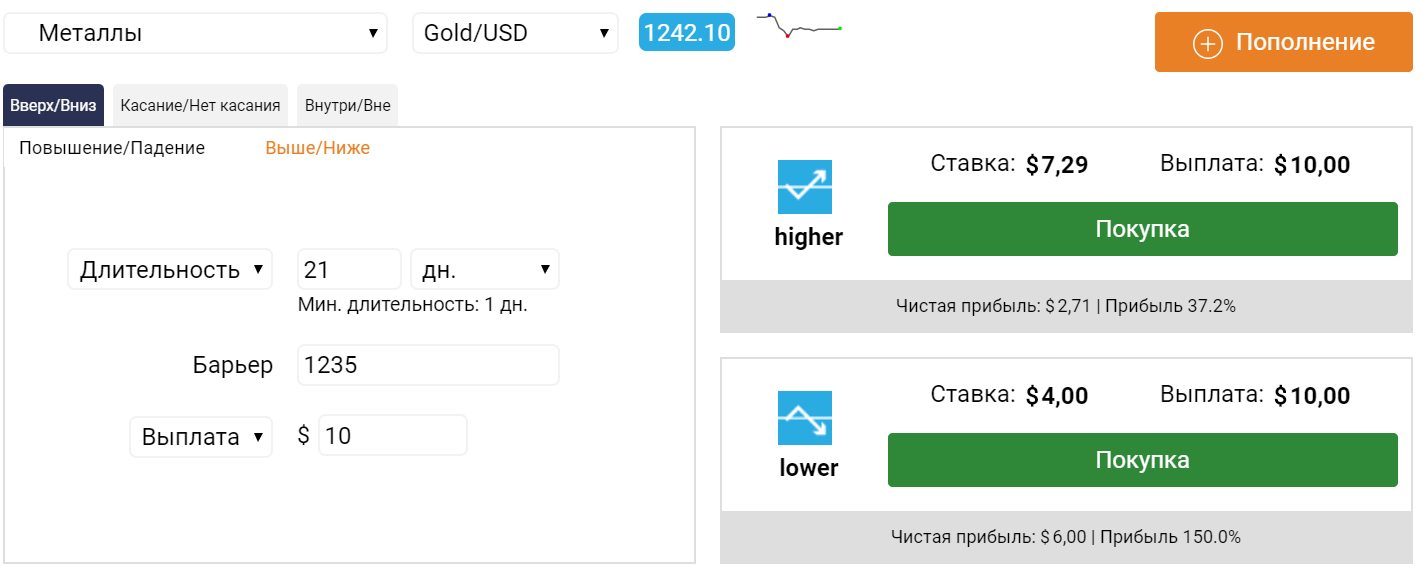 Металлы Gold/USD 1242.10 Пополнение
Вверх/Вниз Касание/Нет касания Внутри/Вне
Повышение/Падение Выше/Ниже
Длительность 21 дн.
Мин. длительность: 1 дн.
Барьер 1235
Выплата $ 10
Ставка: $7,29 Выплата: $10,00
higher Покупка
Чистая прибыль: $2,71 | Прибыль 37.2%
Ставка: $4,00 Выплата: $10,00
lower Покупка
Чистая прибыль: $6,00 | Прибыль 150.0%